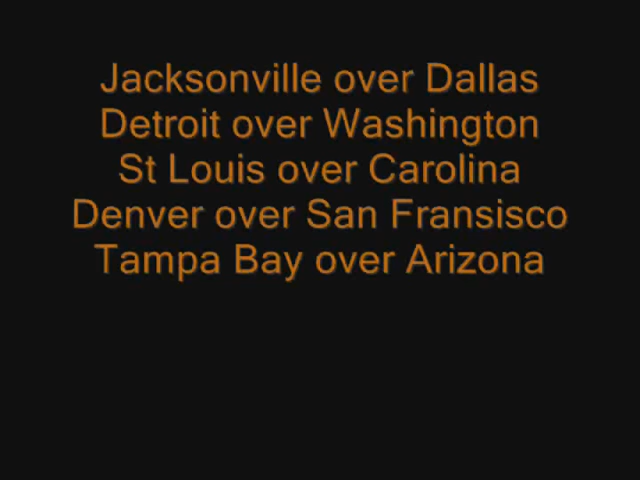 Jacksonville over Dallas
Detroit over Washington
St Louis over Carolina
Denver over San Fransisco
Tampa Bay over Arizona